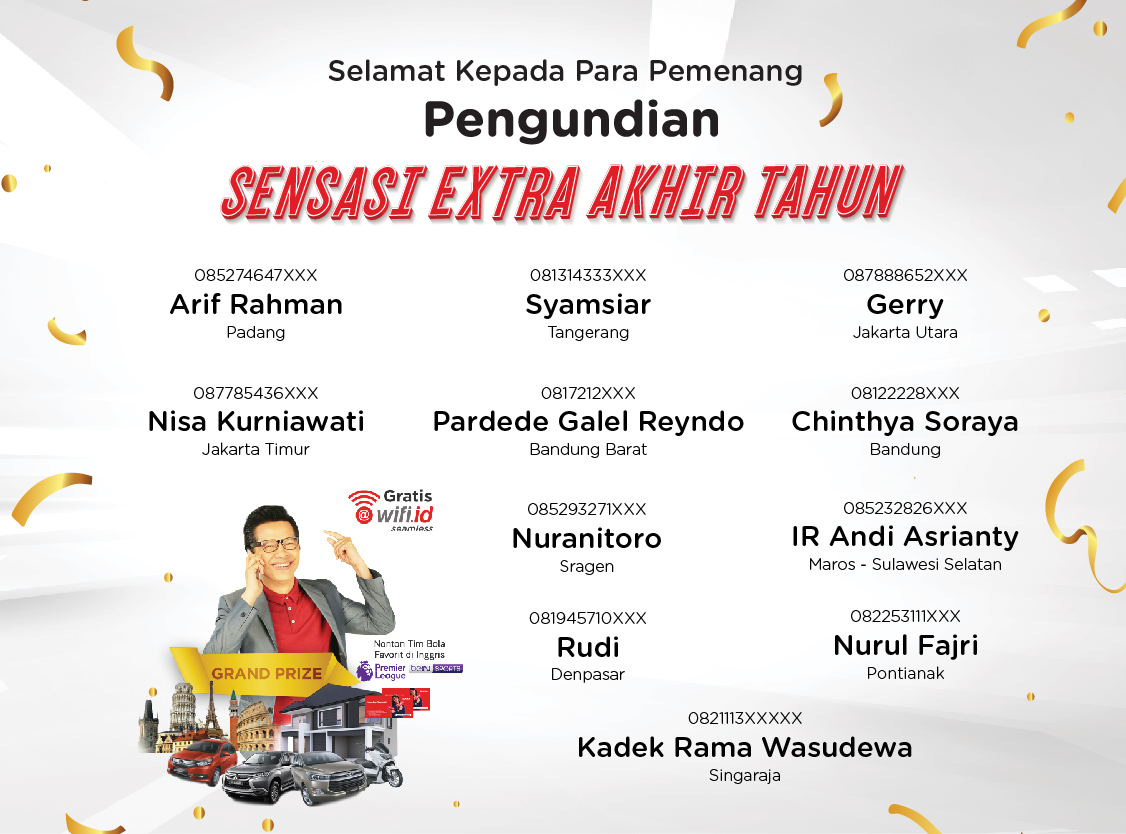 Selamat Kepada Para Pemenang
Pengundian
SENSASI EXTRA AKHIR TAHUN
085274647XXX
Arif Rahman
Padang
081314333XXX
Syamsiar
Tangerang
087888652XXX
Gerry
Jakarta Utara
087785436XXX
Nisa Kurniawati
Jakarta Timur
0817212XXX
Pardede Galel Reyndo
Bandung Barat
08122228XXX
Chinthya Soraya
Bandung
Gratis
@wifi.id
seamless
085293271XXX
Nuranitoro
Sragen
085232826XXX
IR Andi Asrianty
Maros - Sulawesi Selatan
Nonton Tim Bola
Favorit di Inggris
Premier
League
beIN SPORTS
GRAND PRIZE
081945710XXX
Rudi
Denpasar
082253111XXX
Nurul Fajri
Pontianak
0821113XXXXX
Kadek Rama Wasudewa
Singaraja